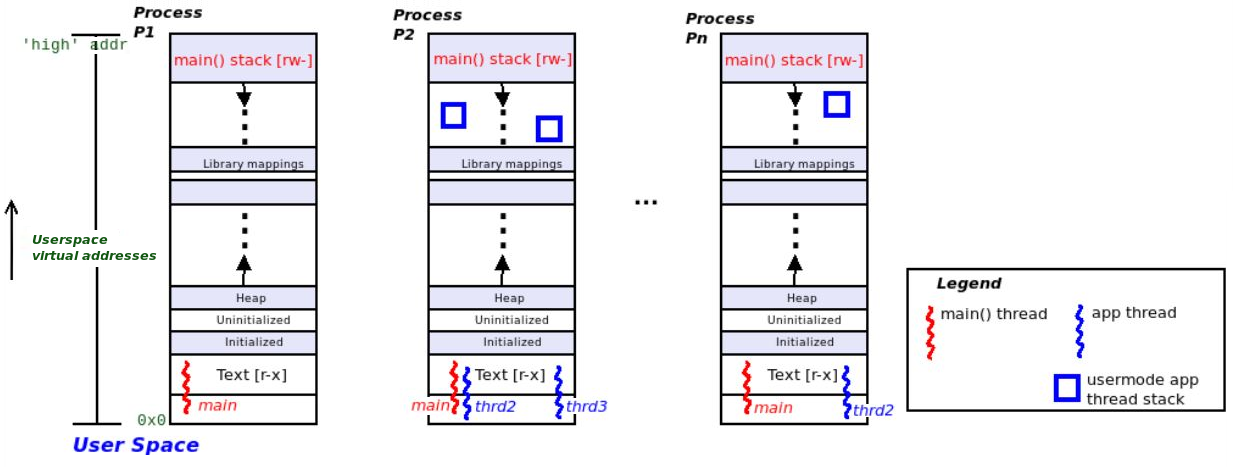 Process
P1
Process
P2
Process
Pn
'high' addr
main() stack [rw-]
main() stack [rw-]
main() stack [rw-]
Library mappings
Library mappings
Library mappings
...
Userspace
virtual addresses
Heap
Heap
Heap
Uninitialized
Uninitialized
Uninitialized
Initialized
Initialized
Initialized
Text [r-x]
Text [r-x]
Text [r-x]
main
main
thrd2
thrd3
main
thrd2
0x0
User Space
Legend
main() thread
app thread
usermode app
thread stack